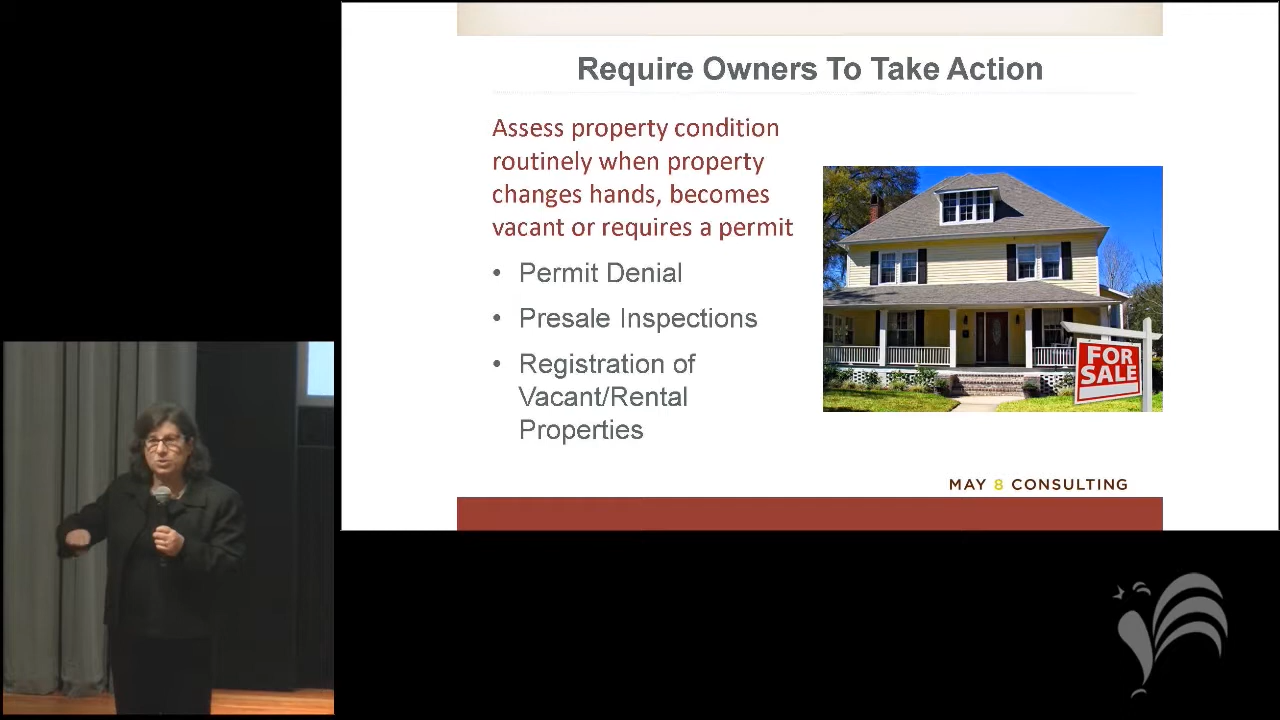 Require Owners To Take Action
Assess property condition
routinely when property
changes hands, becomes
vacant or requires a permit
• Permit Denial
• Presale Inspections
• Registration of
Vacant/Rental
Properties
FOR
SALE
MAY 8 CONSULTING